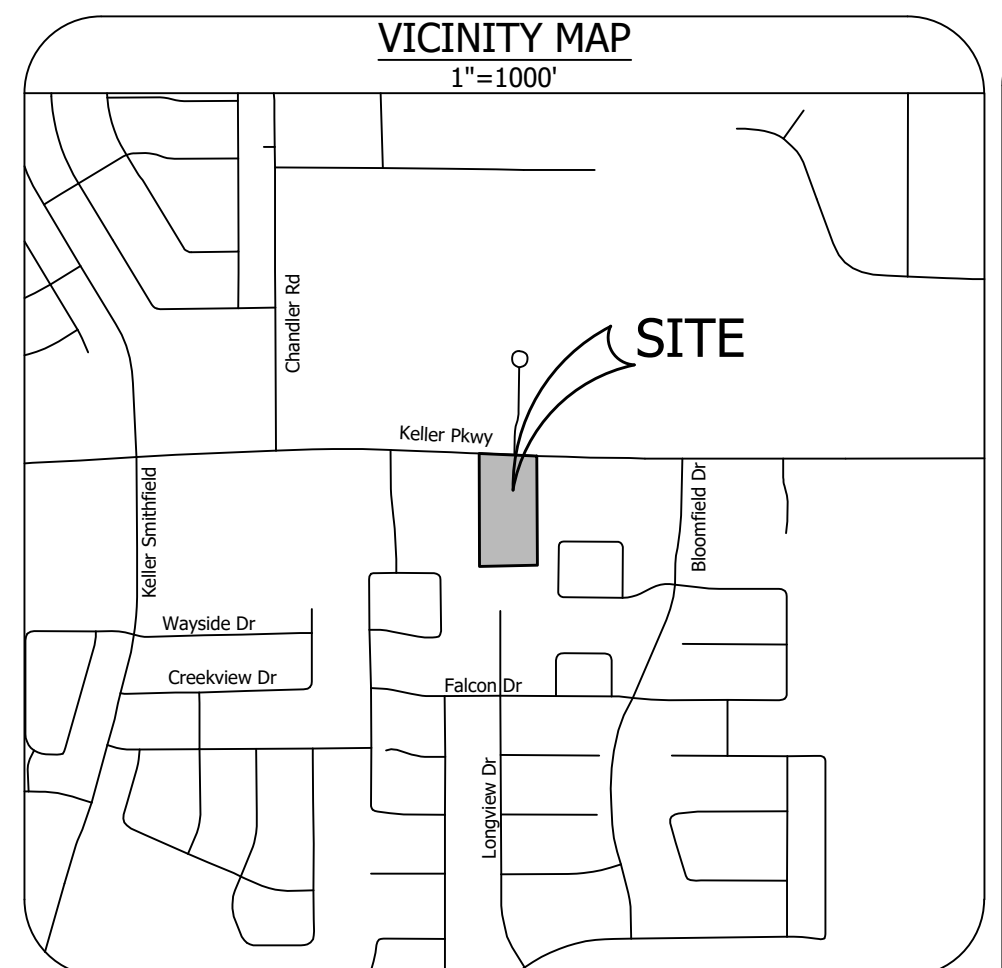 VICINITY MAP
1"=1000'
Chandler Rd
SITE
Keller Pkwy
Keller Smithfield
Bloomfield Dr
Wayside Dr
Creekview Dr
Falcon Dr
Longview Dr